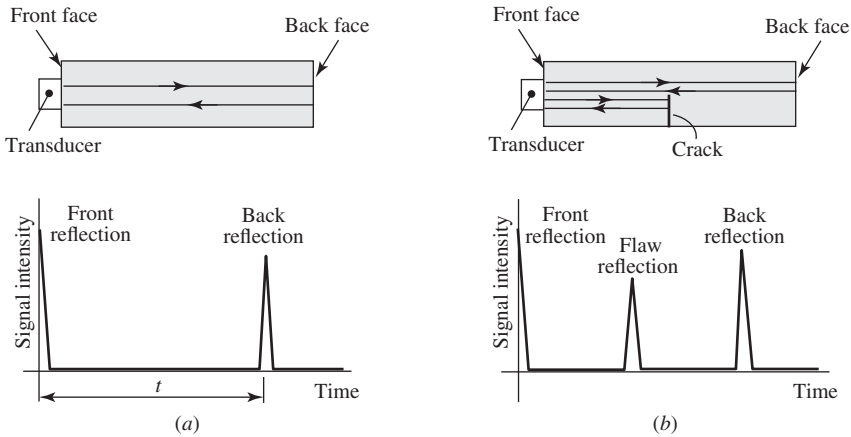 Front face
Back face
Transducer
Signal intensity
Front
reflection
Back
reflection
t
Time
(a)
Front face
Back face
Transducer
Crack
Signal intensity
Front
reflection
Flaw
reflection
Back
reflection
Time
(b)